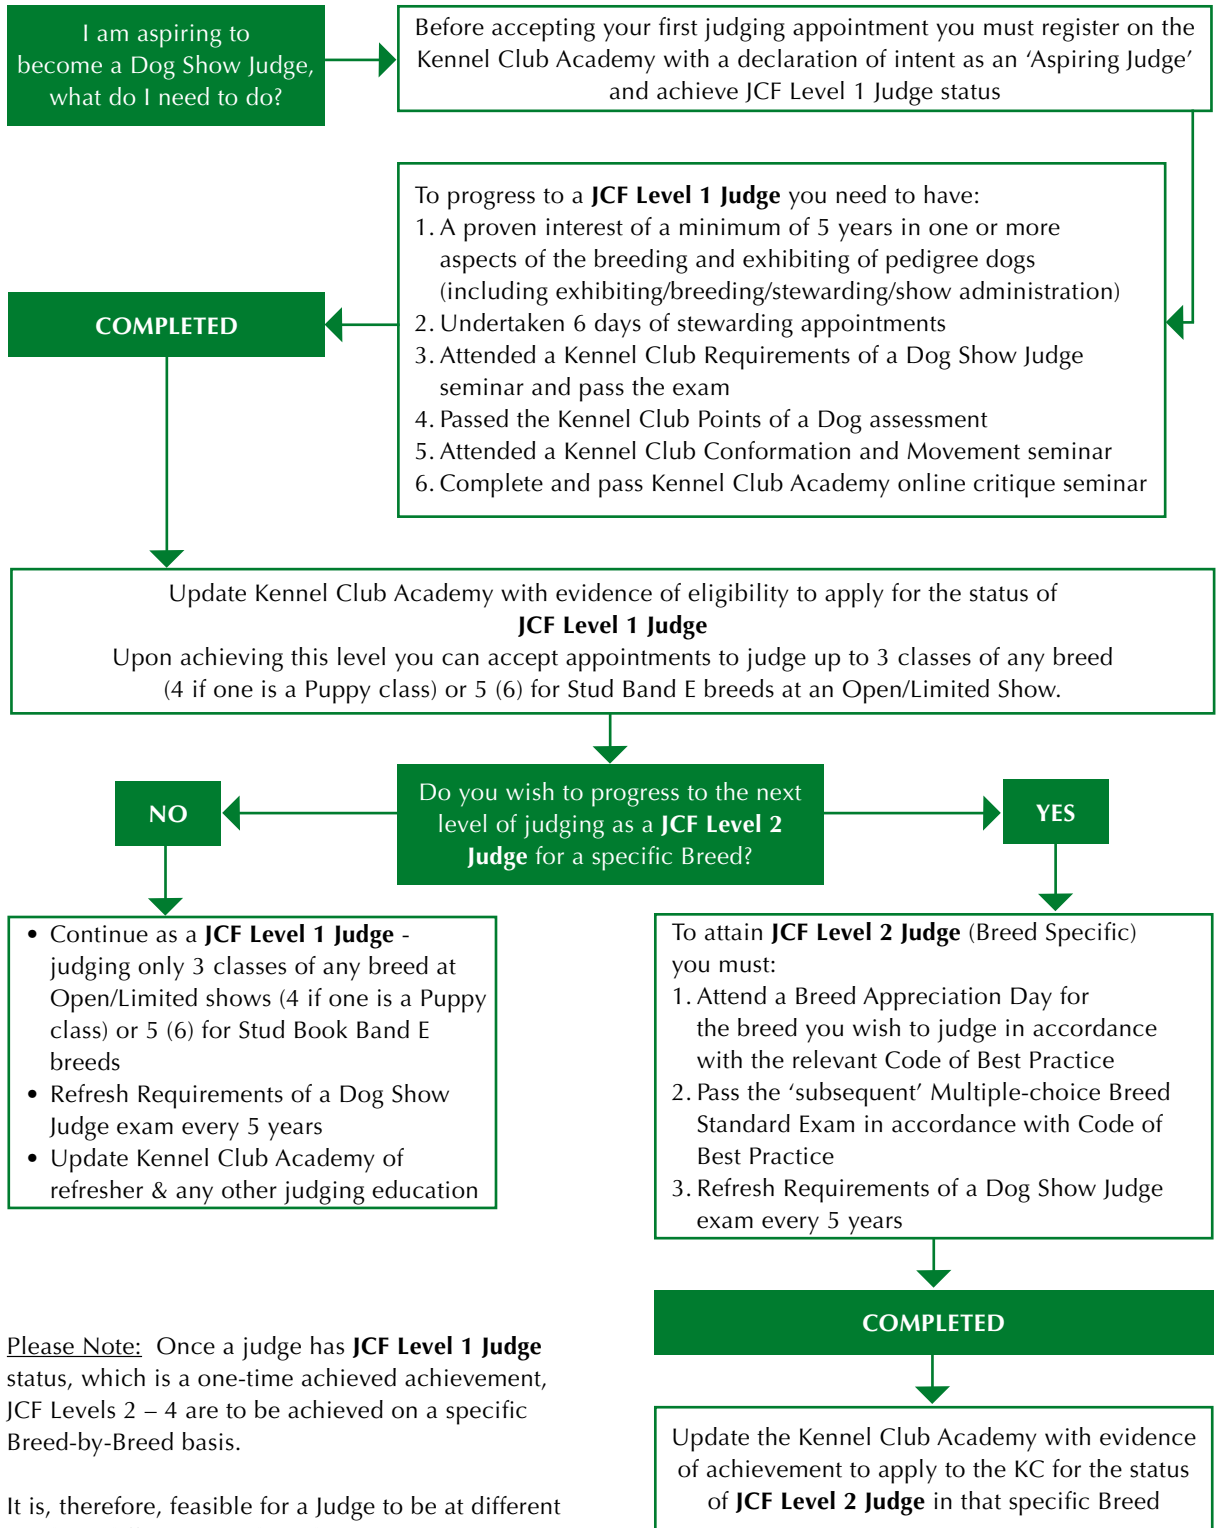 I am aspiring to
become a Dog Show Judge,
what do I need to do?
Before accepting your first judging appointment you must register on the
Kennel Club Academy with a declaration of intent as an ‘Aspiring Judge’
and achieve JCF Level 1 Judge status
To progress to a JCF Level 1 Judge you need to have:
1. A proven interest of a minimum of 5 years in one or more
aspects of the breeding and exhibiting of pedigree dogs
(including exhibiting/breeding/stewarding/show administration)
2. Undertaken 6 days of stewarding appointments
3. Attended a Kennel Club Requirements of a Dog Show Judge
seminar and pass the exam
4. Passed the Kennel Club Points of a Dog assessment
5. Attended a Kennel Club Conformation and Movement seminar
6. Complete and pass Kennel Club Academy online critique seminar
COMPLETED
Update Kennel Club Academy with evidence of eligibility to apply for the status of
JCF Level 1 Judge
Upon achieving this level you can accept appointments to judge up to 3 classes of any breed
(4 if one is a Puppy class) or 5 (6) for Stud Band E breeds at an Open/Limited Show.
Do you wish to progress to the next
level of judging as a JCF Level 2
Judge for a specific Breed?
NO
YES
• Continue as a JCF Level 1 Judge -
judging only 3 classes of any breed at
Open/Limited shows (4 if one is a Puppy
class) or 5 (6) for Stud Book Band E
breeds
• Refresh Requirements of a Dog Show
Judge exam every 5 years
• Update Kennel Club Academy of
refresher & any other judging education
To attain JCF Level 2 Judge (Breed Specific)
you must:
1. Attend a Breed Appreciation Day for
the breed you wish to judge in accordance
with the relevant Code of Best Practice
2. Pass the ‘subsequent’ Multiple-choice Breed
Standard Exam in accordance with Code of
Best Practice
3. Refresh Requirements of a Dog Show Judge
exam every 5 years
COMPLETED
Update the Kennel Club Academy with evidence
of achievement to apply to the KC for the status
of JCF Level 2 Judge in that specific Breed
Please Note: Once a judge has JCF Level 1 Judge
status, which is a one-time achieved achievement,
JCF Levels 2 – 4 are to be achieved on a specific
Breed-by-Breed basis.
It is, therefore, feasible for a Judge to be at different